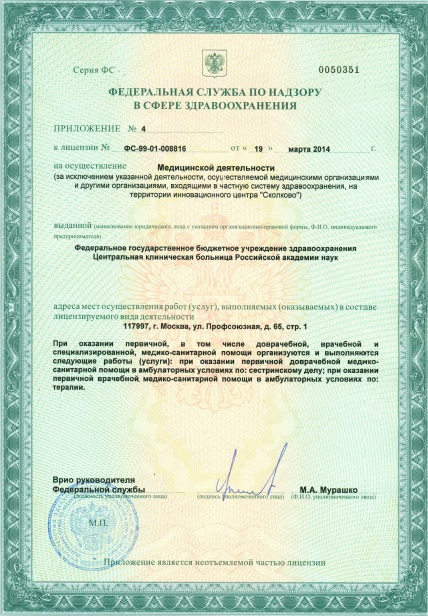 Серия ФС -
0050351
ФЕДЕРАЛЬНАЯ СЛУЖБА ПО НАДЗОРУ
В СФЕРЕ ЗДРАВООХРАНЕНИЯ
ПРИЛОЖЕНИЕ № 4
к лицензии № ФС-99-01-008816 от « 19 » марта 2014 г.
на осуществление Медицинской деятельности
(за исключением указанной деятельности, осуществляемой медицинскими организациями
и другими организациями, входящими в частную систему здравоохранения, на
территории инновационного центра "Сколково")
выданной (наименование юридического лица с указанием организационно-правовой формы, Ф.И.О. индивидуального
предпринимателя)
Федеральное государственное бюджетное учреждение здравоохранения
Центральная клиническая больница Российской академии наук
адреса мест осуществления работ (услуг), выполняемых (оказываемых) в составе
лицензируемого вида деятельности
117997, г. Москва, ул. Профсоюзная, д. 65, стр. 1
При оказании первичной, в том числе доврачебной, врачебной и
специализированной, медико-санитарной помощи организуются и выполняются
следующие работы (услуги): при оказании первичной доврачебной медико-
санитарной помощи в амбулаторных условиях по: сестринскому делу; при оказании
первичной врачебной медико-санитарной помощи в амбулаторных условиях по:
терапии.
Врио руководителя
Федеральной службы М.А. Мурашко
(должность уполномоченного лица) (подпись уполномоченного лица) (Ф.И.О. уполномоченного лица)
М.П.
Приложение является неотъемлемой частью лицензии